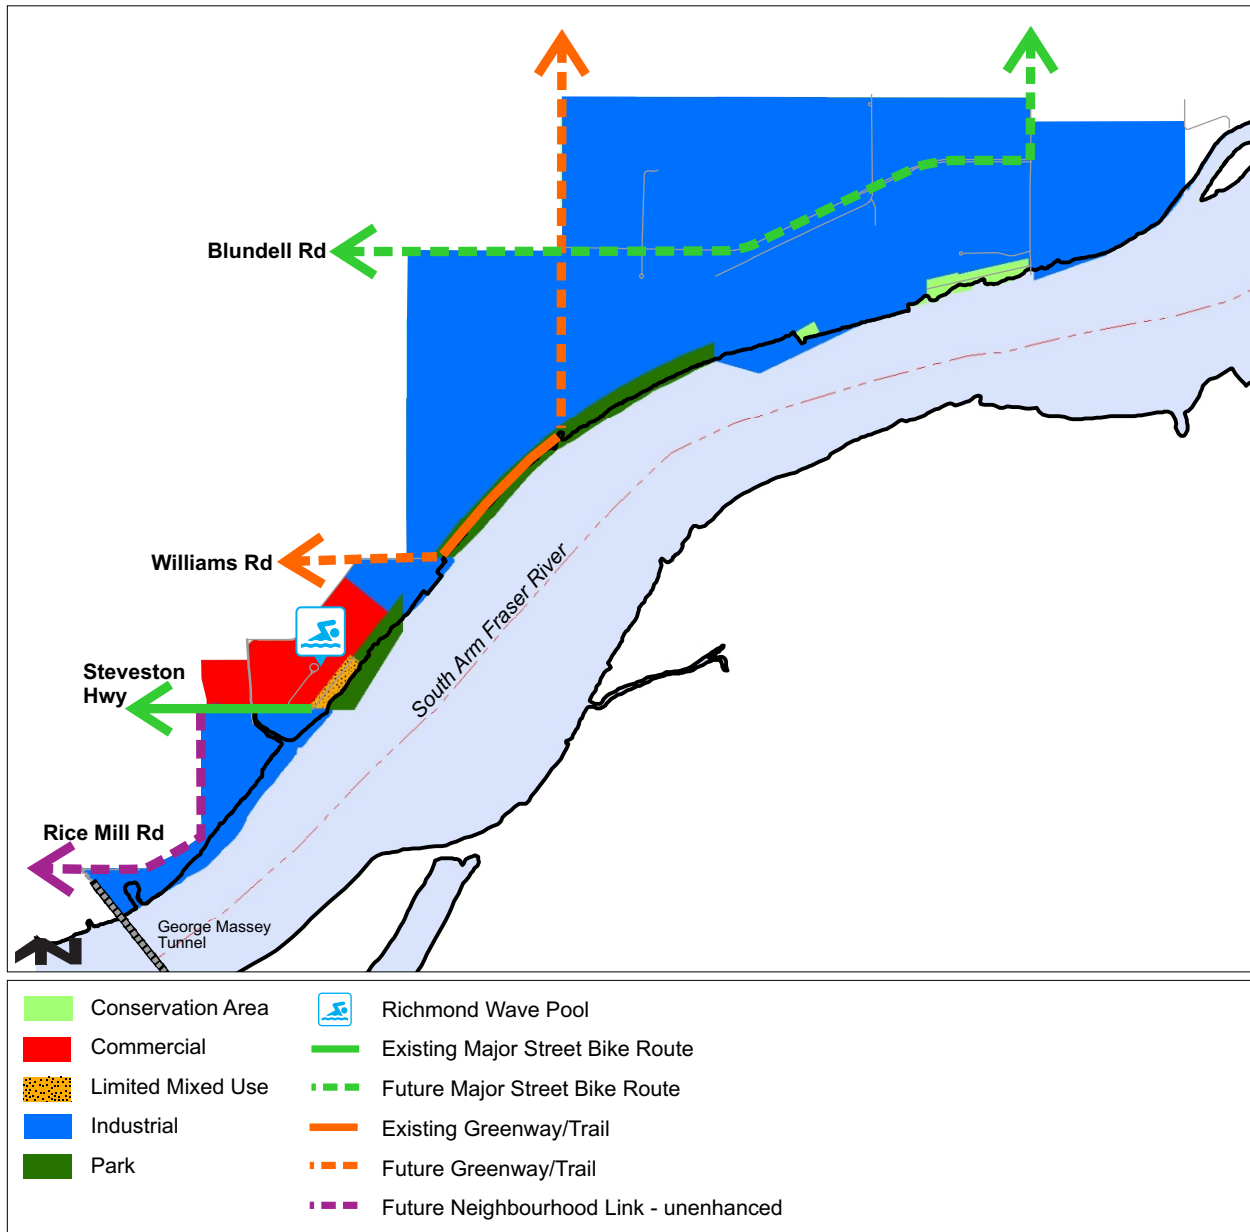 Blundell Rd
Williams Rd
Steveston
Hwy
South Arm Fraser River
Rice Mill Rd
George Massey
Tunnel
N
Conservation Area
Commercial
Limited Mixed Use
Industrial
Park
Richmond Wave Pool
Existing Major Street Bike Route
Future Major Street Bike Route
Existing Greenway/Trail
Future Greenway/Trail
Future Neighbourhood Link - unenhanced